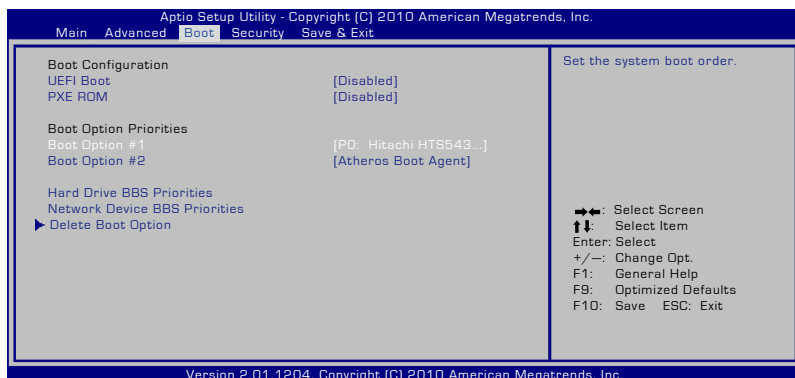 Aptio Setup Utility - Copyright (C) 2010 American Megatrends, Inc.
Main Advanced Boot Security Save & Exit
Boot Configuration
UEFI Boot [Disabled]
PXE ROM [Disabled]
Boot Option Priorities
Boot Option #1 [P0: Hitachi HTS543...]
Boot Option #2 [Atheros Boot Agent]
Hard Drive BBS Priorities
Network Device BBS Priorities
Delete Boot Option
Set the system boot order.
→←: Select Screen
↑↓: Select Item
Enter: Select
+/—: Change Opt.
F1: General Help
F9: Optimized Defaults
F10: Save ESC: Exit
Version 2.01.1204. Copyright (C) 2010 American Megatrends, Inc.